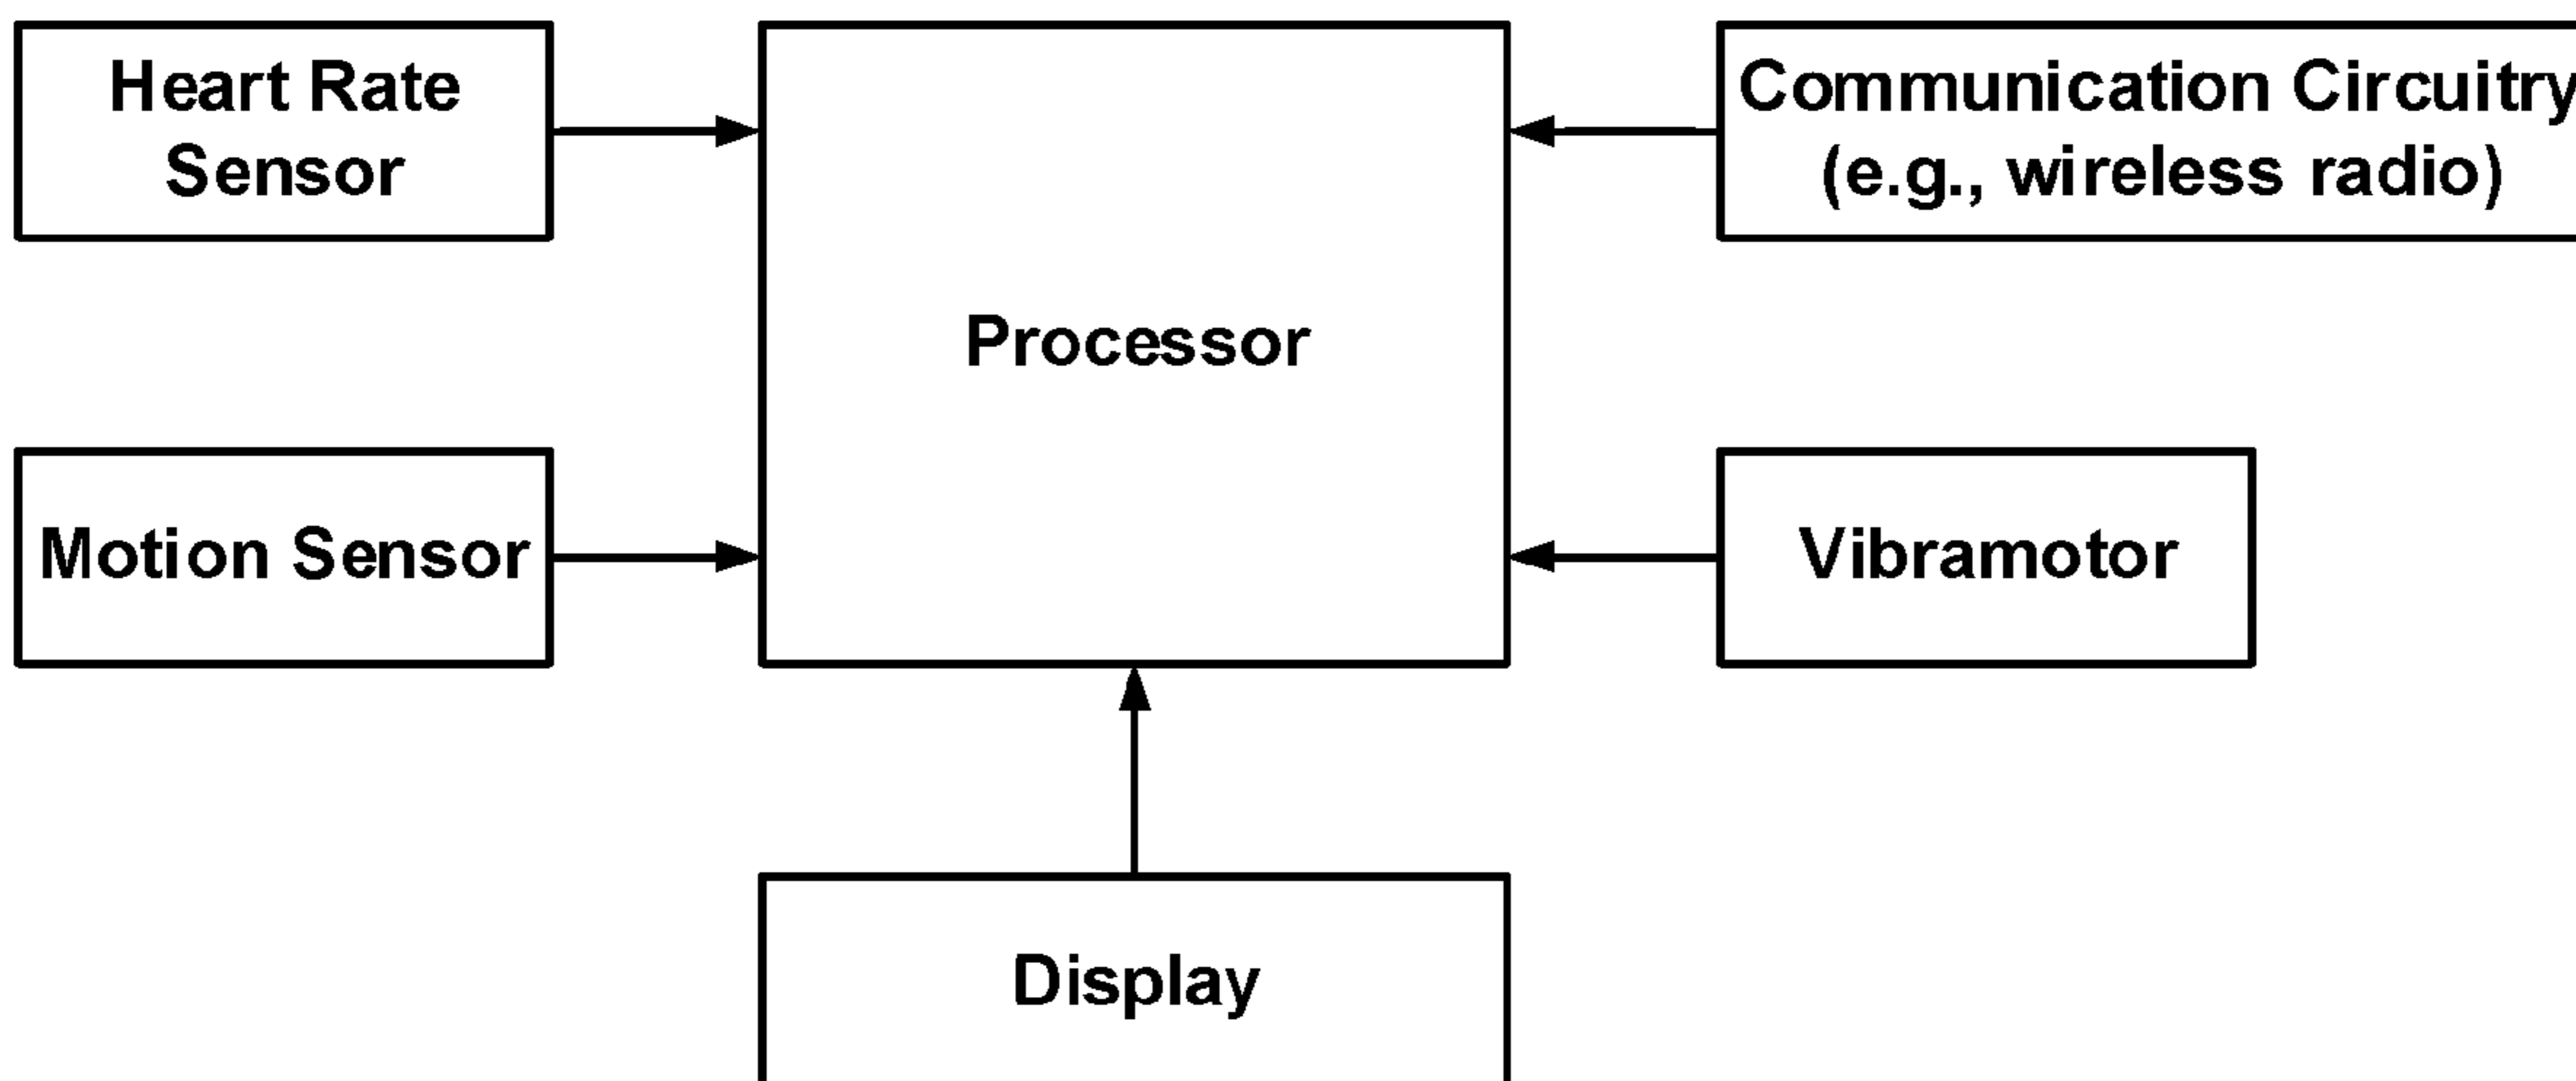 Heart Rate
Sensor
Processor
Communication Circuitry
(e.g., wireless radio)
Motion Sensor
Vibramotor
Display